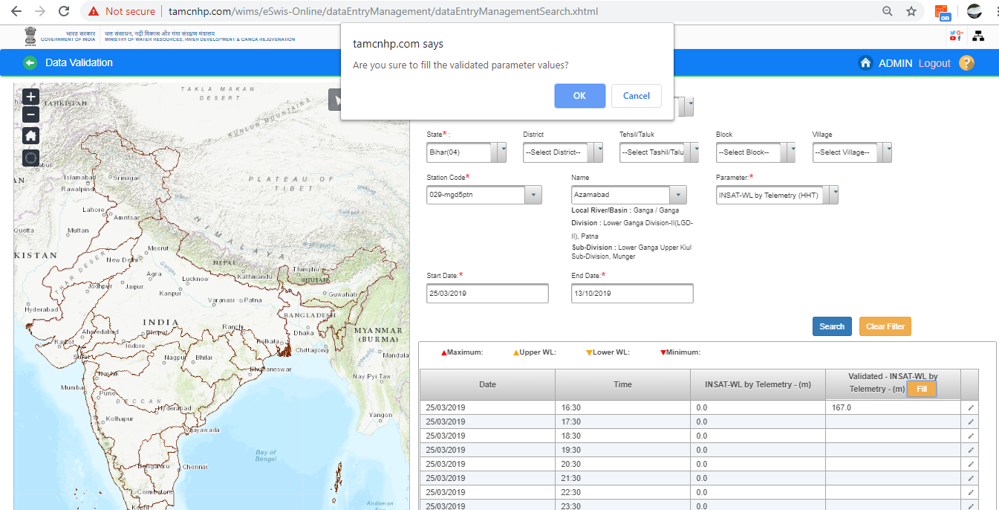 Not secure | tamcnhp.com/wims/eSwis-Online/dataEntryManagement/dataEntryManagementSearch.xhtml
on
भारत सरकार
GOVERNMENT OF INDIA
जल संसाधन, नदी विकास और गंगा संरक्षण मंत्रालय
MINISTRY OF WATER RESOURCES, RIVER DEVELOPMENT & GANGA REJUVENATION
tamcnhp.com says
Are you sure to fill the validated parameter values?
OK Cancel
Data Validation
ADMIN Logout ?
TAKLA MAKAN
DESERT
TAJIKISTAN
KUNLUN MOUNTAINS
abul
Islamabad
Srinagar
Rawalpind
PLATEAU OF
TIBET
Mekong
Salween
Lahore
Amritsar
Quetta
Multan
HIMALAYA
Brahmaputra
KISTAN
THAR DESERT
New Delhi
Meerut
Ganges
NEPAL
Kathmandu
Thimphu
BHUTAN
Agra
Lucknow
Jodhpur
Jaipur
Kanpur
Guwahati
Varanasi
Patna
Hyderabad
BANGLADESH
INDIA
Ranchi
Dhaka
MYANMAR
(BURMA)
Ahmedabad
Bhopal
Kolkata
Rajkot
Indore
Chittagong
Surat
Nagpur
Bhilai
Mandala
Nashik
Bhubaneswar
Nay Pyi Taw
Mumbai
Pune
DECCAN
Hyderabad
Yangon
Kolhapur
Vijayawada
Bay of
Bengal
Bengaluru
Chennai
Coimbatore
Kochi
Andaman
Sea
State* :
District
Tehsil/Taluk
Block
Village
Bihar(04)
--Select District--
--Select Tashil/Talu
--Select Block--
--Select Village--
Station Code*
Name
Parameter:*
029-mgd5ptn
Azamabad
INSAT-WL by Telemetry (HHT)
Local River/Basin : Ganga / Ganga
Division : Lower Ganga Division-II(LGD-
II), Patna
Sub-Division : Lower Ganga Upper Kiul
Sub-Division, Munger
Start Date:*
End Date:*
25/03/2019
13/10/2019
Search Clear Filter
Maximum: Upper WL: Lower WL: Minimum:
Date Time INSAT-WL by Telemetry - (m) Validated - INSAT-WL by
Telemetry - (m) Fill
25/03/2019 16:30 0.0 167.0
25/03/2019 17:30 0.0
25/03/2019 18:30 0.0
25/03/2019 19:30 0.0
25/03/2019 20:30 0.0
25/03/2019 21:30 0.0
25/03/2019 22:30 0.0
25/03/2019 23:30 0.0